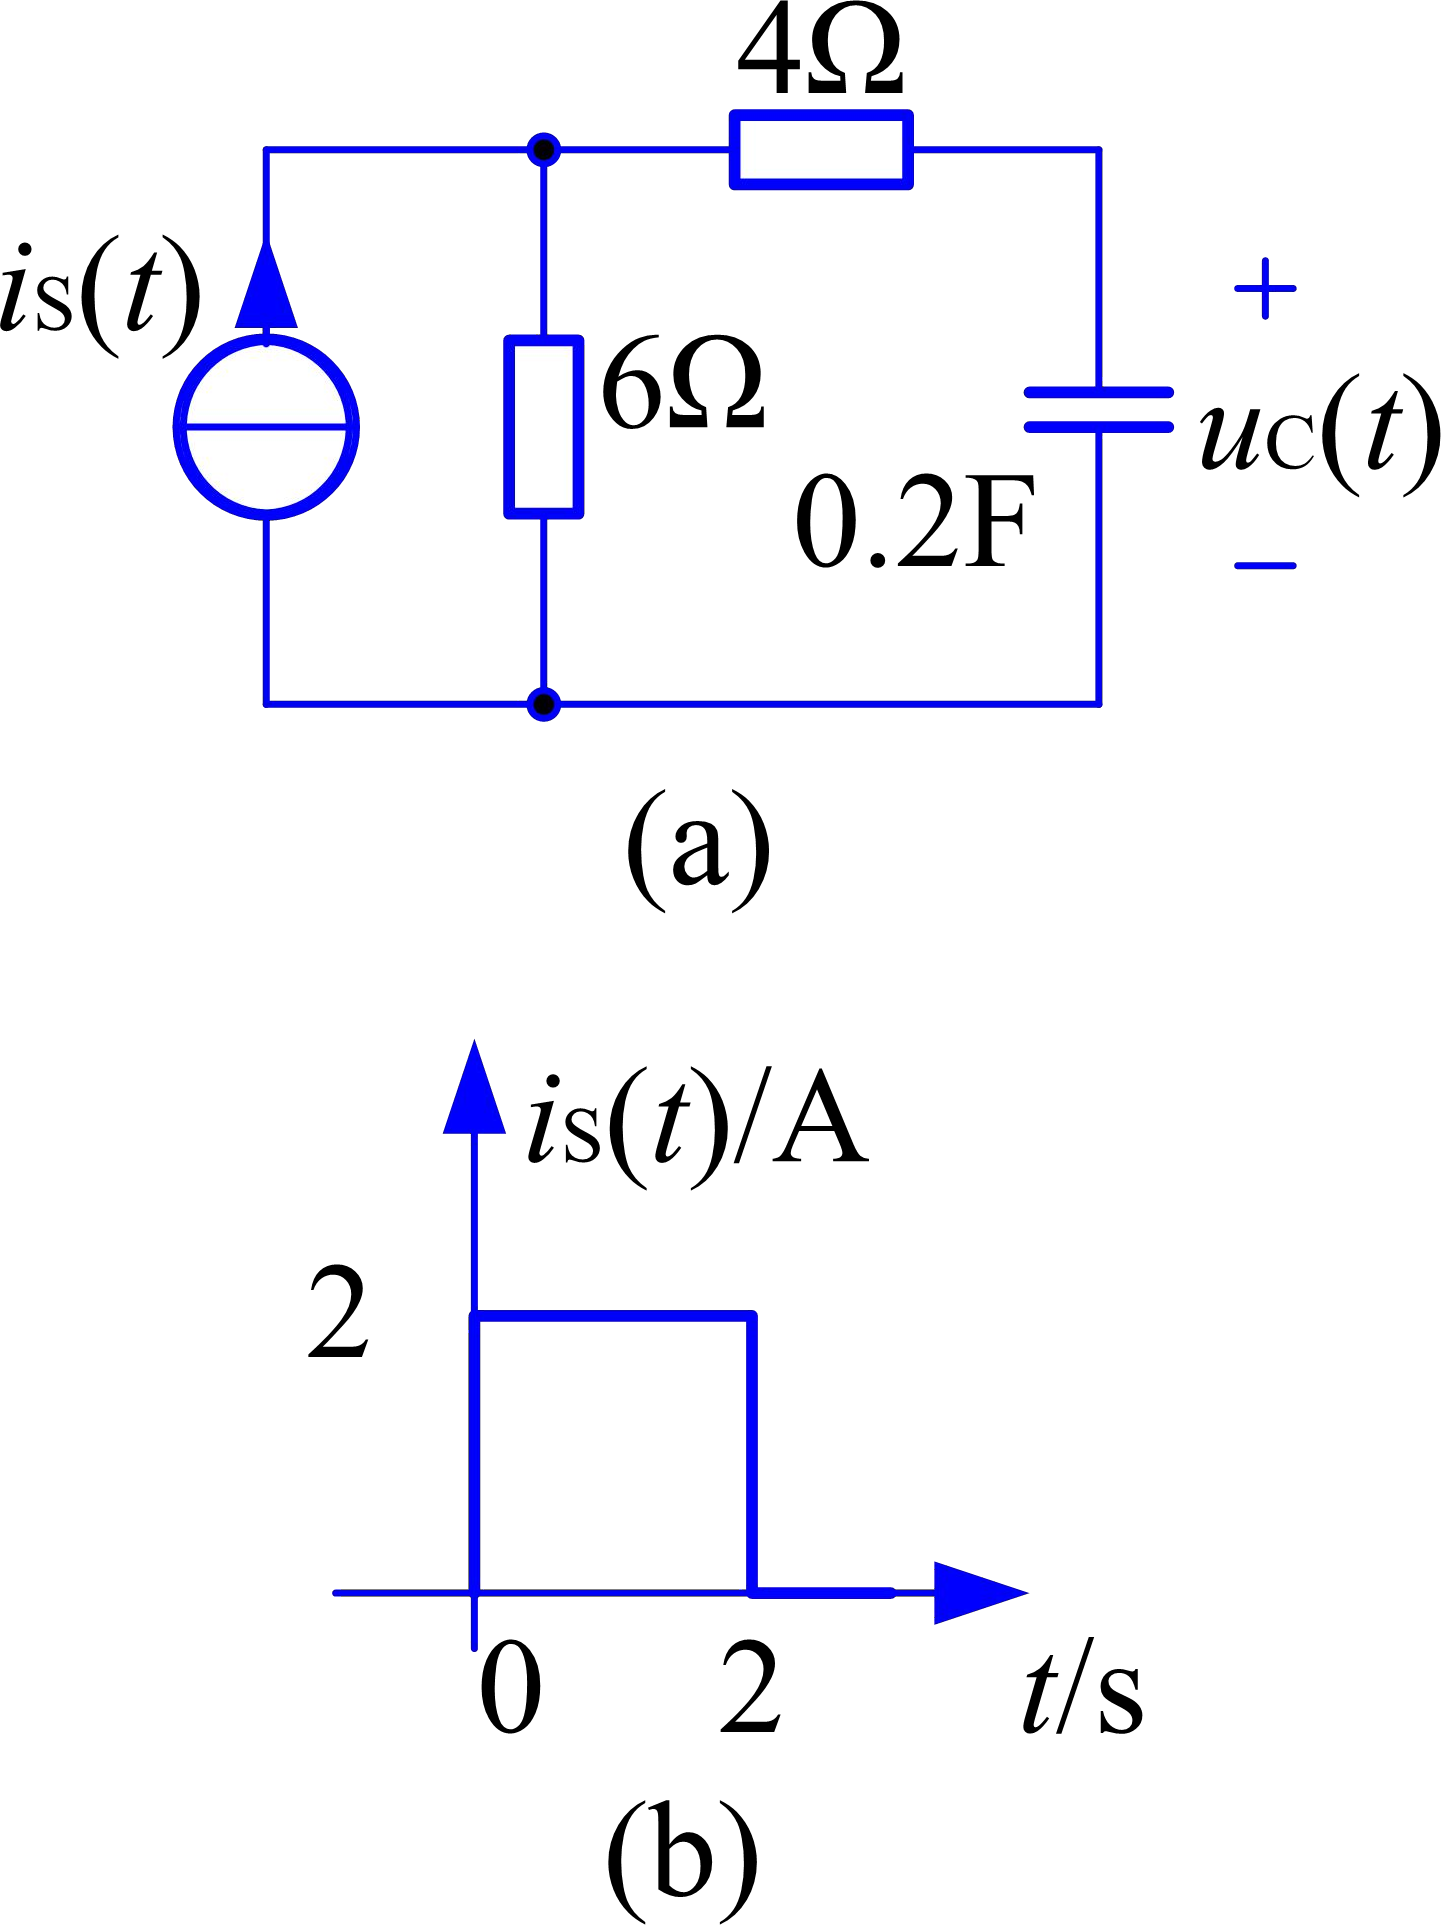 4Ω
iS(t)
6Ω
+
uC(t)
0.2F
−
(a)
iS(t)/A
2
0
2
t/s
(b)